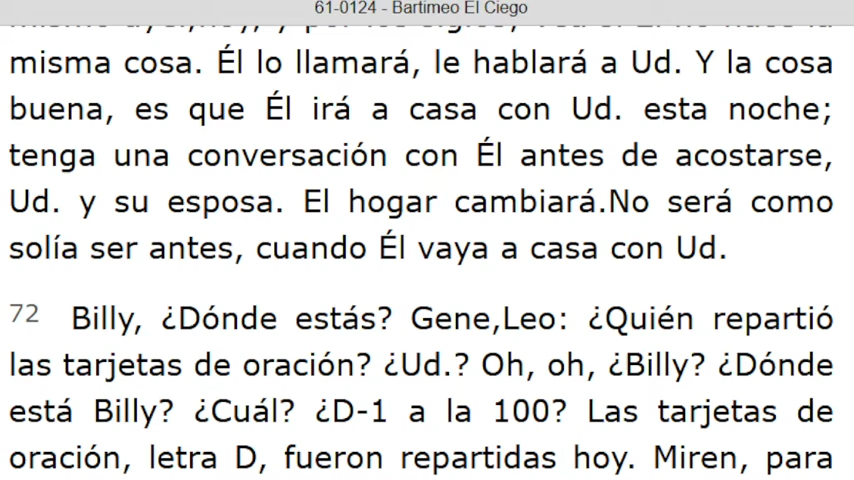 61-0124 - Bartimeo El Ciego
misma cosa. Él lo llamará, le hablará a Ud. Y la cosa
buena, es que Él irá a casa con Ud. esta noche;
tenga una conversación con Él antes de acostarse,
Ud. y su esposa. El hogar cambiará.No será como
solía ser antes, cuando Él vaya a casa con Ud.
72 Billy, ¿Dónde estás? Gene,Leo: ¿Quién repartió
las tarjetas de oración? ¿Ud.? Oh, oh, ¿Billy? ¿Dónde
está Billy? ¿Cuál? ¿D-1 a la 100? Las tarjetas de
oración, letra D, fueron repartidas hoy. Miren, para